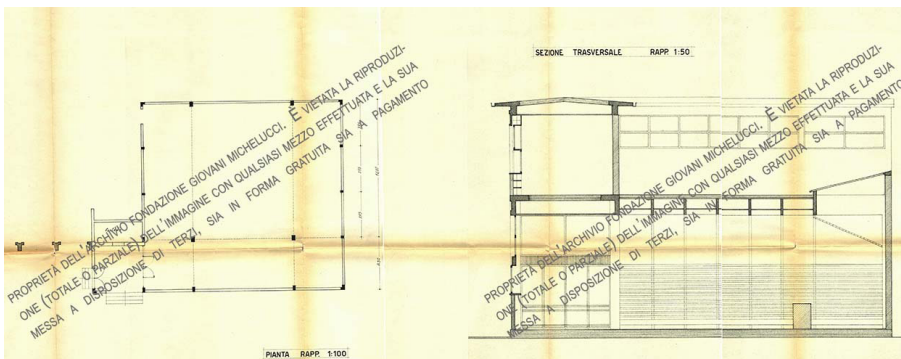 SEZIONE TRASVERSALE RAPP. 1:50
PROPRIETÀ DELL'ARCHIVIO FONDAZIONE GIOVANI MICHELUCCI. È VIETATA LA RIPRODUZI-
ONE (TOTALE O PARZIALE) DELL'IMMAGINE CON QUALSIASI MEZZO EFFETTUATA E LA SUA
MESSA A DISPOSIZIONE DI TERZI, SIA IN FORMA GRATUITA SIA A PAGAMENTO
PROPRIETÀ DELL'ARCHIVIO FONDAZIONE GIOVANI MICHELUCCI. È VIETATA LA RIPRODUZI-
ONE (TOTALE O PARZIALE) DELL'IMMAGINE CON QUALSIASI MEZZO EFFETTUATA E LA SUA
MESSA A DISPOSIZIONE DI TERZI, SIA IN FORMA GRATUITA SIA A PAGAMENTO
PIANTA RAPP. 1:100